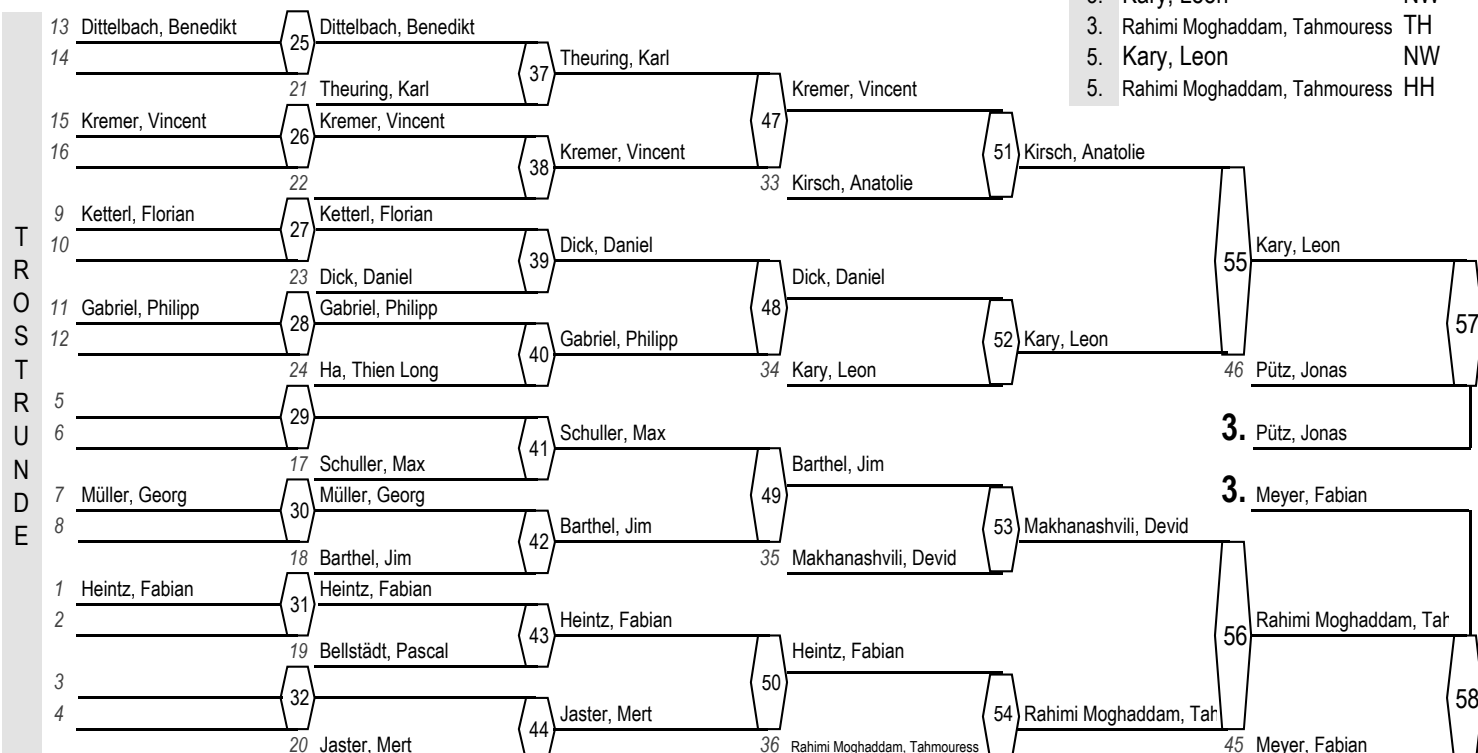 3. Rahimi Moghaddam, Tahmouress TH
5. Kary, Leon NW
5. Rahimi Moghaddam, Tahmouress HH
TROSTRUNDE
13 Dittelbach, Benedikt 25 Dittelbach, Benedikt
14 37 Theuring, Karl
21 Theuring, Karl 47 Kremer, Vincent
15 Kremer, Vincent 26 Kremer, Vincent
16 38 Kremer, Vincent 51 Kirsch, Anatolie
22 33 Kirsch, Anatolie
9 Ketterl, Florian 27 Ketterl, Florian
10 39 Dick, Daniel 55 Kary, Leon
23 Dick, Daniel 48 Dick, Daniel
11 Gabriel, Philipp 28 Gabriel, Philipp 57
12 40 Gabriel, Philipp 52 Kary, Leon
24 Ha, Thien Long 34 Kary, Leon 46 Pütz, Jonas
5 29
6 41 Schuller, Max 3. Pütz, Jonas
17 Schuller, Max 49 Barthel, Jim
7 Müller, Georg 30 Müller, Georg 3. Meyer, Fabian
8 42 Barthel, Jim 53 Makhanashvili, Devid
18 Barthel, Jim 35 Makhanashvili, Devid
1 Heintz, Fabian 31 Heintz, Fabian
2 43 Heintz, Fabian 56 Rahimi Moghaddam, Tah
19 Bellstädt, Pascal 50 Heintz, Fabian
3 32 58
4 44 Jaster, Mert 54 Rahimi Moghaddam, Tah
20 Jaster, Mert 36 Rahimi Moghaddam, Tahmouress 45 Meyer, Fabian